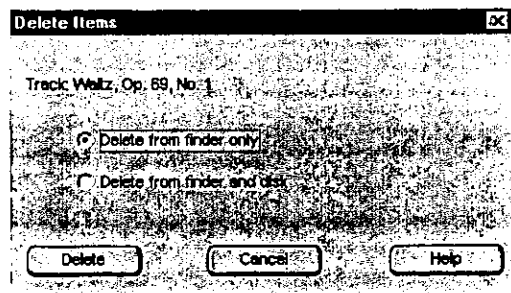 Delete Items
Track: Waltz, Op. 69, No. 1
Delete from finder only
Delete from finder and disk
Delete Cancel Help